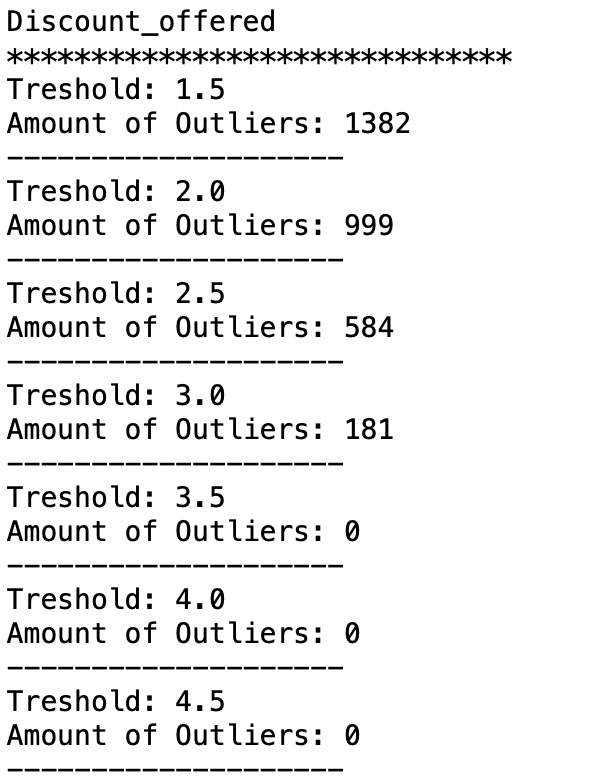 Discount_offered
******************************
Treshold: 1.5
Amount of Outliers: 1382
--------------------
Treshold: 2.0
Amount of Outliers: 999
--------------------
Treshold: 2.5
Amount of Outliers: 584
--------------------
Treshold: 3.0
Amount of Outliers: 181
--------------------
Treshold: 3.5
Amount of Outliers: 0
--------------------
Treshold: 4.0
Amount of Outliers: 0
--------------------
Treshold: 4.5
Amount of Outliers: 0
--------------------